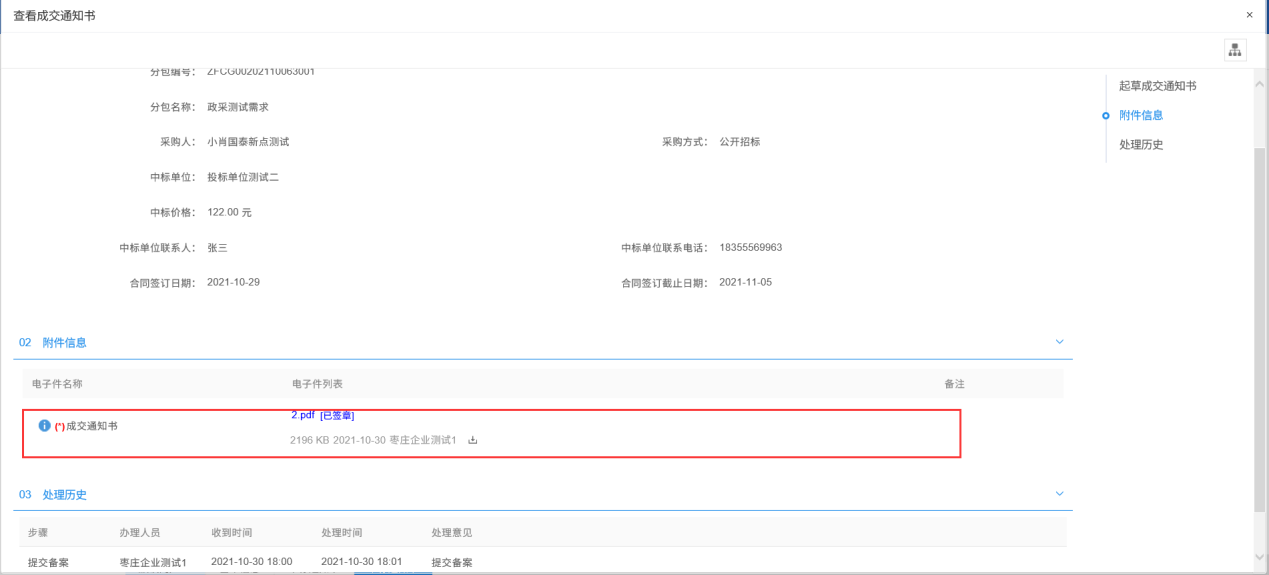 查看成交通知书 ×
分包编号： ZFCG00202110063001
起草成交通知书
分包名称： 政采测试需求
附件信息
采购人： 小肖国泰新点测试 采购方式： 公开招标
处理历史
中标单位： 投标单位测试二
中标价格： 122.00 元
中标单位联系人： 张三 中标单位联系电话： 18355569963
合同签订日期： 2021-10-29 合同签订截止日期： 2021-11-05
02 附件信息
电子件名称 电子件列表 备注
2.pdf [已签章]
(*)成交通知书
2196 KB 2021-10-30 枣庄企业测试1
03 处理历史
步骤 办理人员 收到时间 处理时间 处理意见
提交备案 枣庄企业测试1 2021-10-30 18:00 2021-10-30 18:01 提交备案